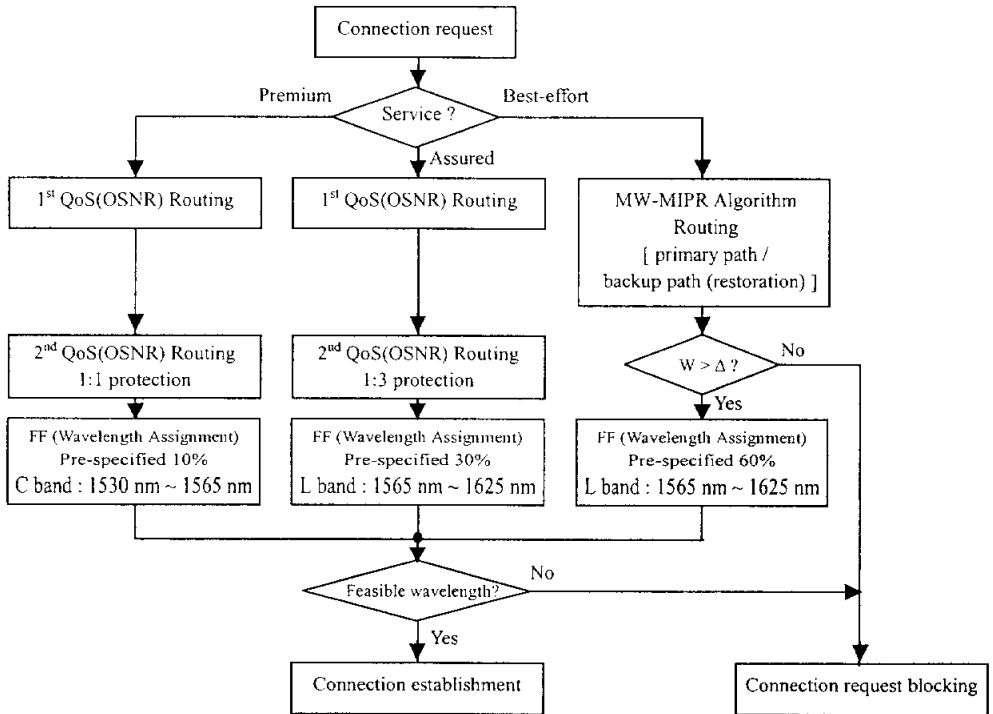 Connection request
Premium
Best-effort
Service ?
Assured
1st QoS(OSNR) Routing
1st QoS(OSNR) Routing
MW-MIPR Algorithm
Routing
[ primary path /
backup path (restoration) ]
2nd QoS(OSNR) Routing
1:1 protection
2nd QoS(OSNR) Routing
1:3 protection
W > Δ ?
No
Yes
FF (Wavelength Assignment)
Pre-specified 10%
C band : 1530 nm ~ 1565 nm
FF (Wavelength Assignment)
Pre-specified 30%
L band : 1565 nm ~ 1625 nm
FF (Wavelength Assignment)
Pre-specified 60%
L band : 1565 nm ~ 1625 nm
Feasible wavelength?
No
Yes
Connection establishment
Connection request blocking